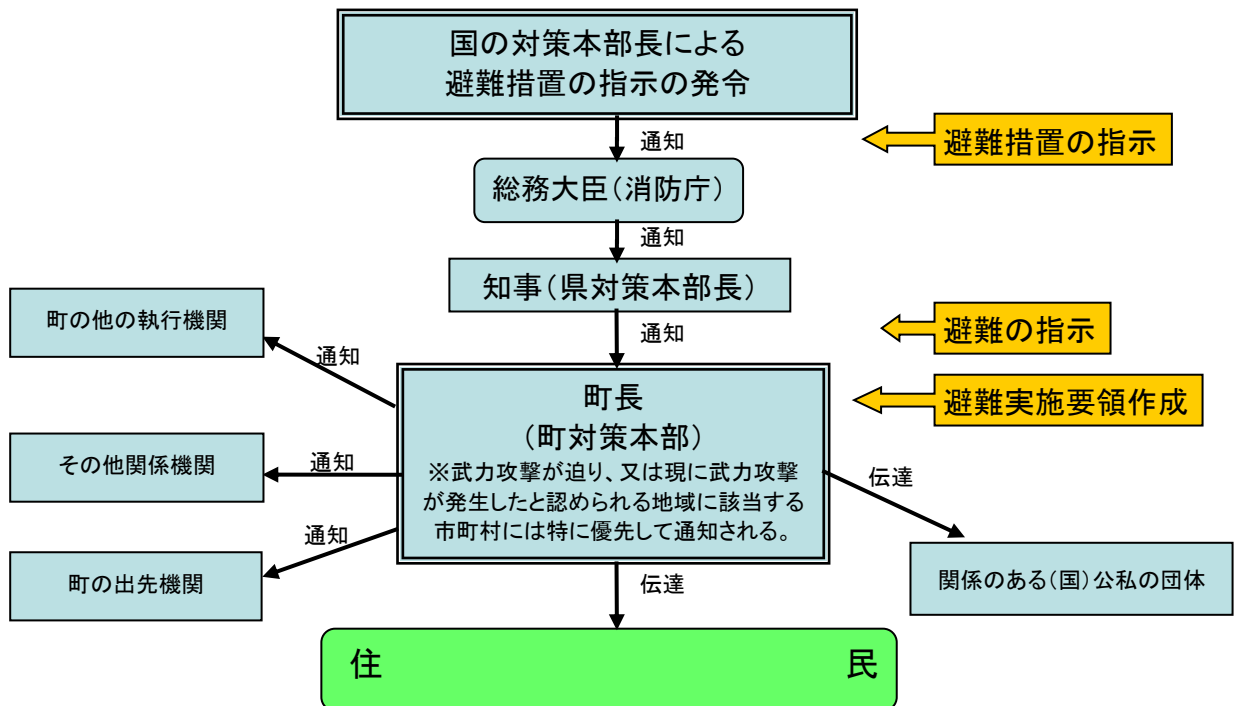 国の対策本部長による
避難措置の指示の発令
通知
避難措置の指示
総務大臣(消防庁)
通知
知事(県対策本部長)
町の他の執行機関
通知
通知
避難の指示
町長
(町対策本部)
※武力攻撃が迫り、又は現に武力攻撃
が発生したと認められる地域に該当する
市町村には特に優先して通知される。
避難実施要領作成
その他関係機関
通知
伝達
通知
町の出先機関
関係のある(国)公私の団体
伝達
住 民